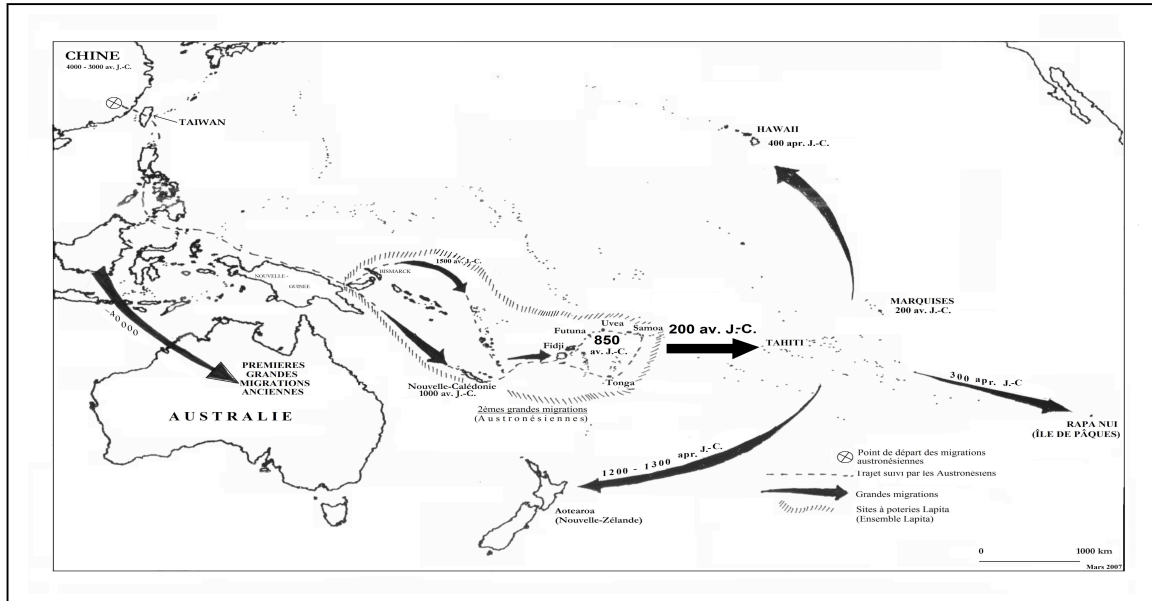 CHINE
4000 - 3000 av. J.-C.
TAIWAN
HAWAII
400 apr. J.-C.
1500 av. J.-C.
BISMARCK
NOUVELLE -
GUINEE
MARQUISES
200 av. J.-C.
- 40 000
Uvea
Futuna
Samoa
200 av. J.-C.
850
av. J.-C.
Fidji
TAHITI
PREMIERES
GRANDES
MIGRATIONS
ANCIENNES
Tonga
300 apr. J.-C
Nouvelle-Calédonie
1000 av. J.-C.
AUSTRALIE
2èmes grandes migrations
(Austronésiennes)
RAPA NUI
(ÎLE DE PÂQUES)
1200 - 1300 apr. J.-C.
Point de départ des migrations
austronésiennes
Trajet suivi par les Austronésiens
Grandes migrations
Sites à poteries Lapita
(Ensemble Lapita)
Aotearoa
(Nouvelle-Zélande)
0 1000 km
Mars 2007